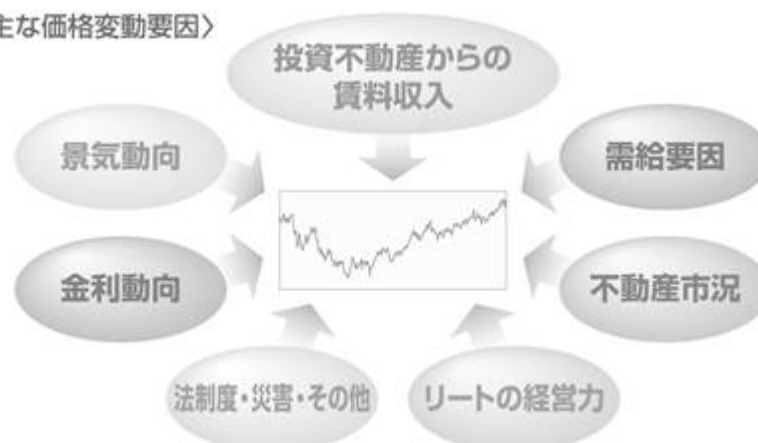 主な価格変動要因〉
投資不動産からの
賃料収入
景気動向
需給要因
金利動向
不動産市況
法制度・災害・その他
リートの経営力